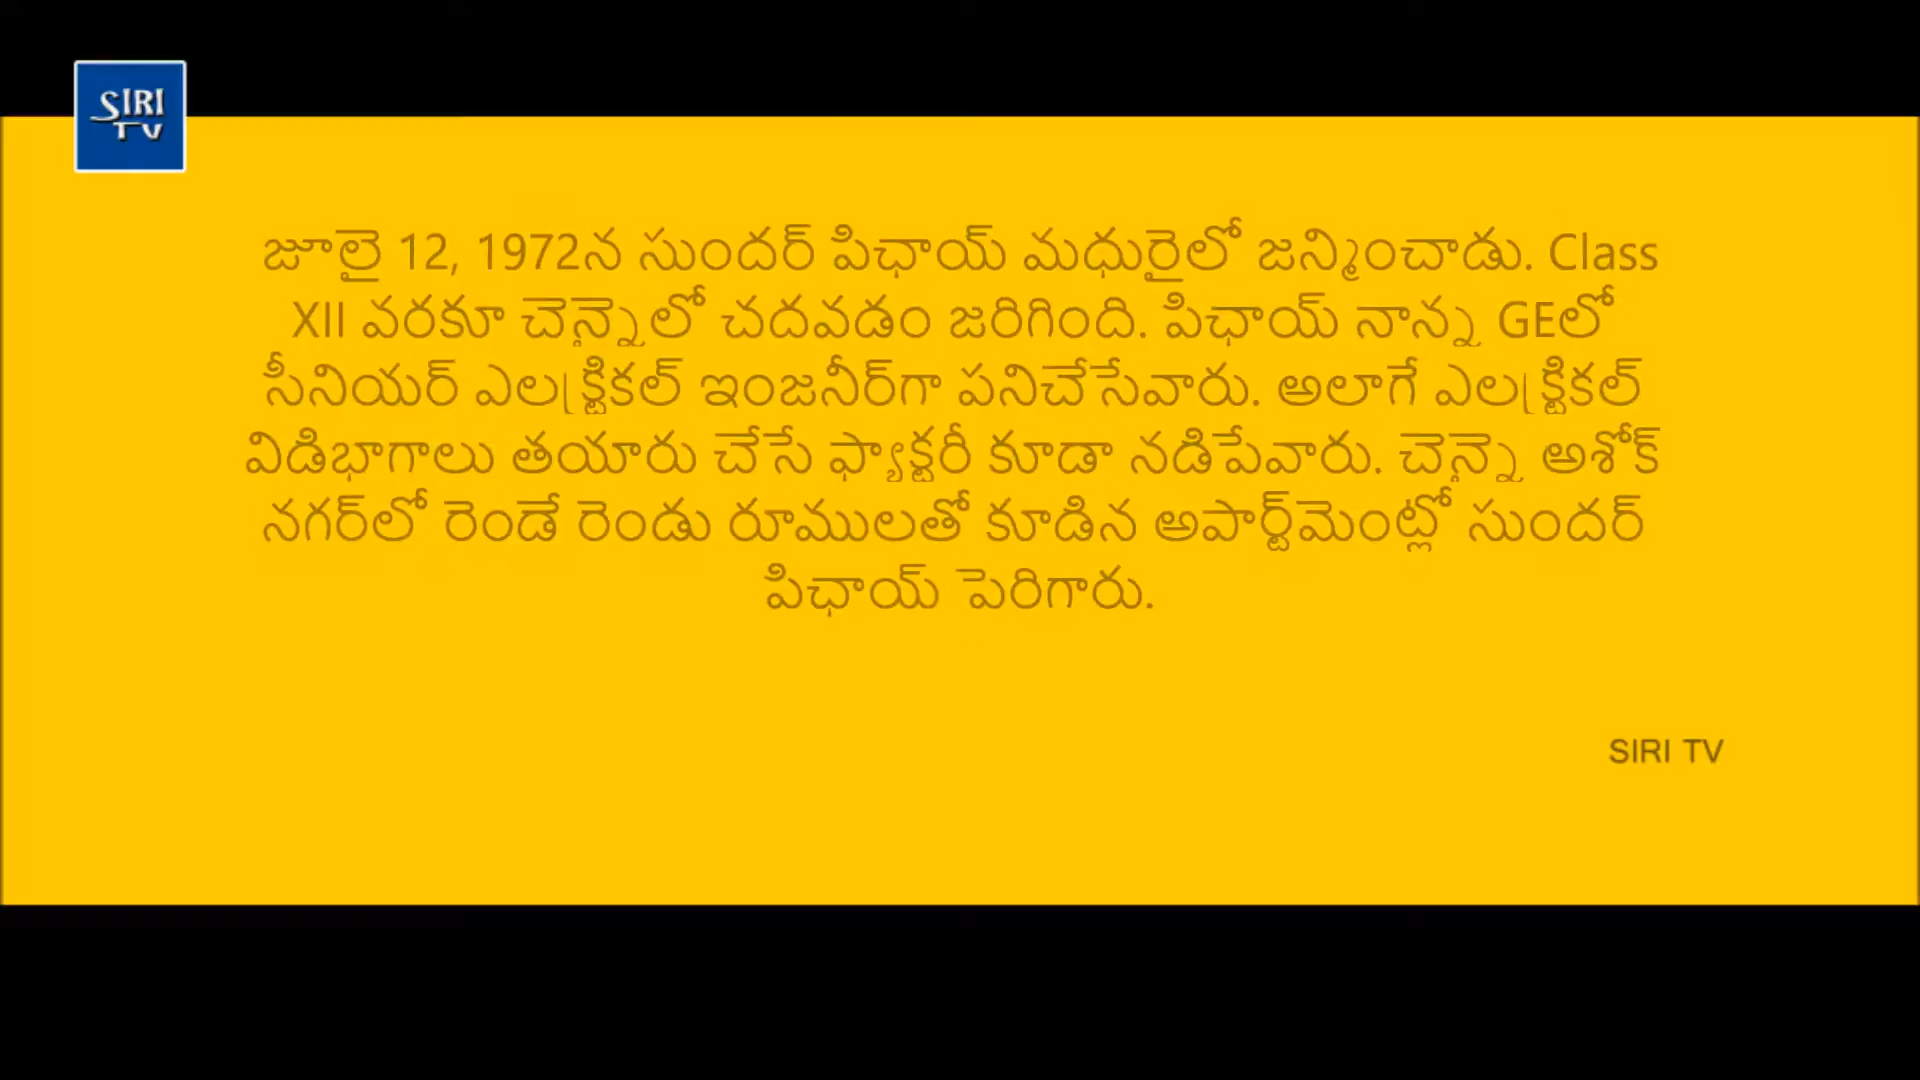 SIRI
TV
జూలై 12, 1972న సుందర్ పిఛాయ్ మధురైలో జన్మించాడు. Class
XII వరకూ చెన్నైలో చదవడం జరిగింది. పిఛాయ్ నాన్న GEలో
సీనియర్ ఎలక్ట్రికల్ ఇంజనీర్‌గా పనిచేసేవారు. అలాగే ఎలక్ట్రికల్
విడిభాగాలు తయారు చేసే ఫ్యాక్టరీ కూడా నడిపేవారు. చెన్నై అశోక్
నగర్‌లో రెండే రెండు రూములతో కూడిన అపార్ట్‌మెంట్లో సుందర్
పిఛాయ్ పెరిగారు.
SIRI TV